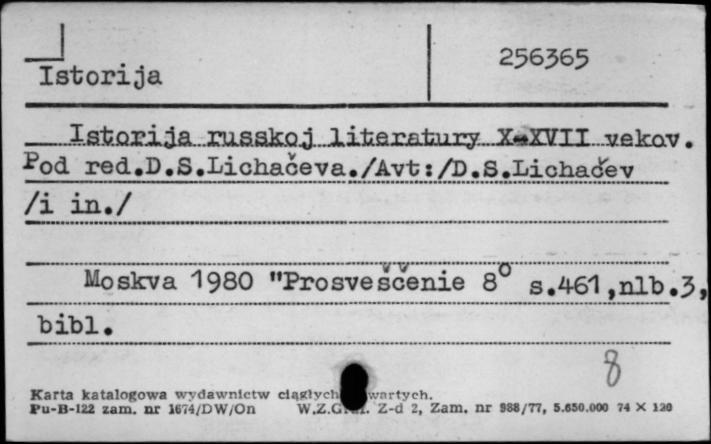 256365
Istorija
Istorija russkoj literatury X-XVII vekov.
Pod red.D.S.Lichačeva./Avt:/D.S.Lichačev
/i in./
Moskva 1980 "Prosveščenie 8° s.461,nlb.3,
bibl.
8
Karta katalogowa wydawnictw ciągłych wartych.
Pu-B-122 zam. nr 1674/DW/On W.Z.G Z-d 2, Zam. nr 988/77, 5.650.000 74 X 120